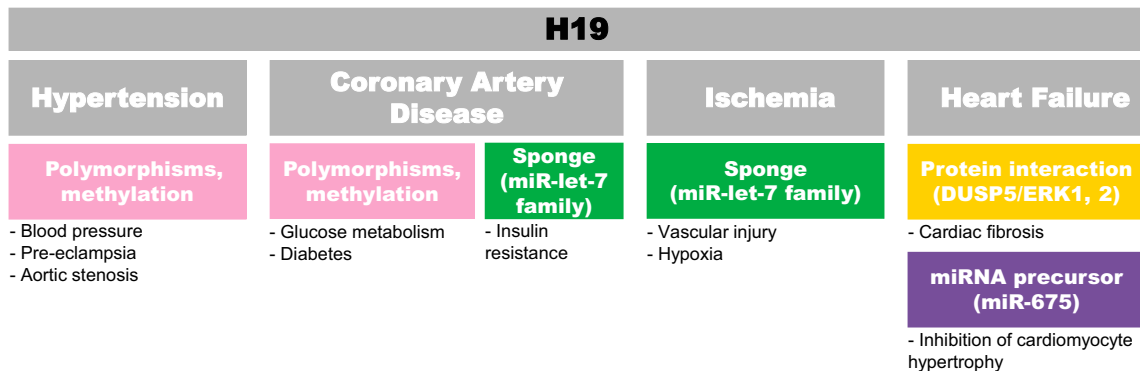 H19
Hypertension
Polymorphisms,
methylation
- Blood pressure
- Pre-eclampsia
- Aortic stenosis
Coronary Artery
Disease
Polymorphisms,
methylation
- Glucose metabolism
- Diabetes
Sponge
(miR-let-7
family)
- Insulin
resistance
Ischemia
Sponge
(miR-let-7 family)
- Vascular injury
- Hypoxia
Heart Failure
Protein interaction
(DUSP5/ERK1, 2)
- Cardiac fibrosis
miRNA precursor
(miR-675)
- Inhibition of cardiomyocyte
hypertrophy